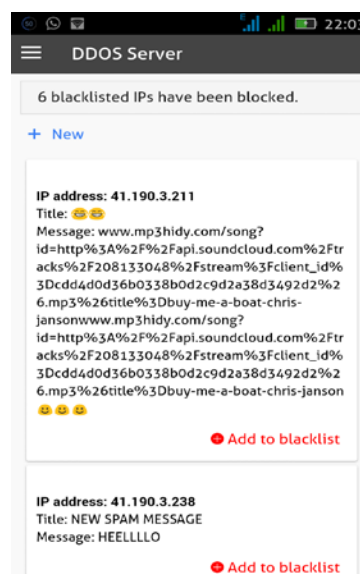 50 E 22:03
DDOS Server
6 blacklisted IPs have been blocked.
+ New
IP address: 41.190.3.211
Title: 😂😂
Message: www.mp3hidy.com/song?
id=http%3A%2F%2Fapi.soundcloud.com%2Ftr
acks%2F208133048%2Fstream%3Fclient_id%
3Dcdd4d0d36b0338b0d2c9d2a38d3492d2%2
6.mp3%26title%3Dbuy-me-a-boat-chris-
jansonwww.mp3hidy.com/song?
id=http%3A%2F%2Fapi.soundcloud.com%2Ftr
acks%2F208133048%2Fstream%3Fclient_id%
3Dcdd4d0d36b0338b0d2c9d2a38d3492d2%2
6.mp3%26title%3Dbuy-me-a-boat-chris-janson
😃😃😃
Add to blacklist
IP address: 41.190.3.238
Title: NEW SPAM MESSAGE
Message: HEELLLLO
Add to blacklist